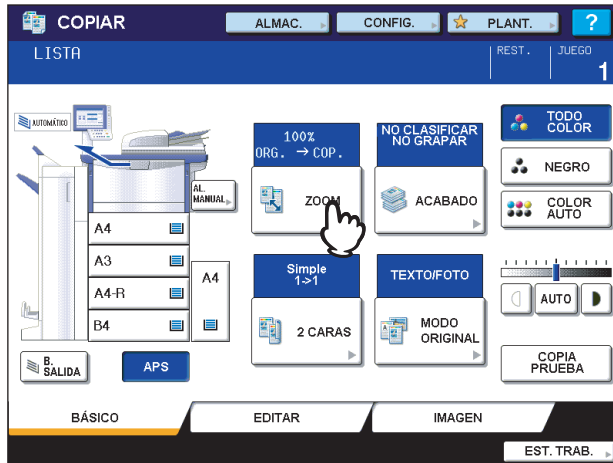 COPIAR
ALMAC.
CONFIG.
PLANT.
?
LISTA
REST.
JUEGO
1
AUTOMÁTICO
AL.
MANUAL
A4
A3
A4-R
B4
A4
100%
ORG. → COP.
ZOOM
NO CLASIFICAR
NO GRAPAR
ACABADO
Simple
1->1
2 CARAS
TEXTO/FOTO
MODO
ORIGINAL
TODO
COLOR
NEGRO
COLOR
AUTO
AUTO
COPIA
PRUEBA
B.
SALIDA
APS
BÁSICO
EDITAR
IMAGEN
EST. TRAB.